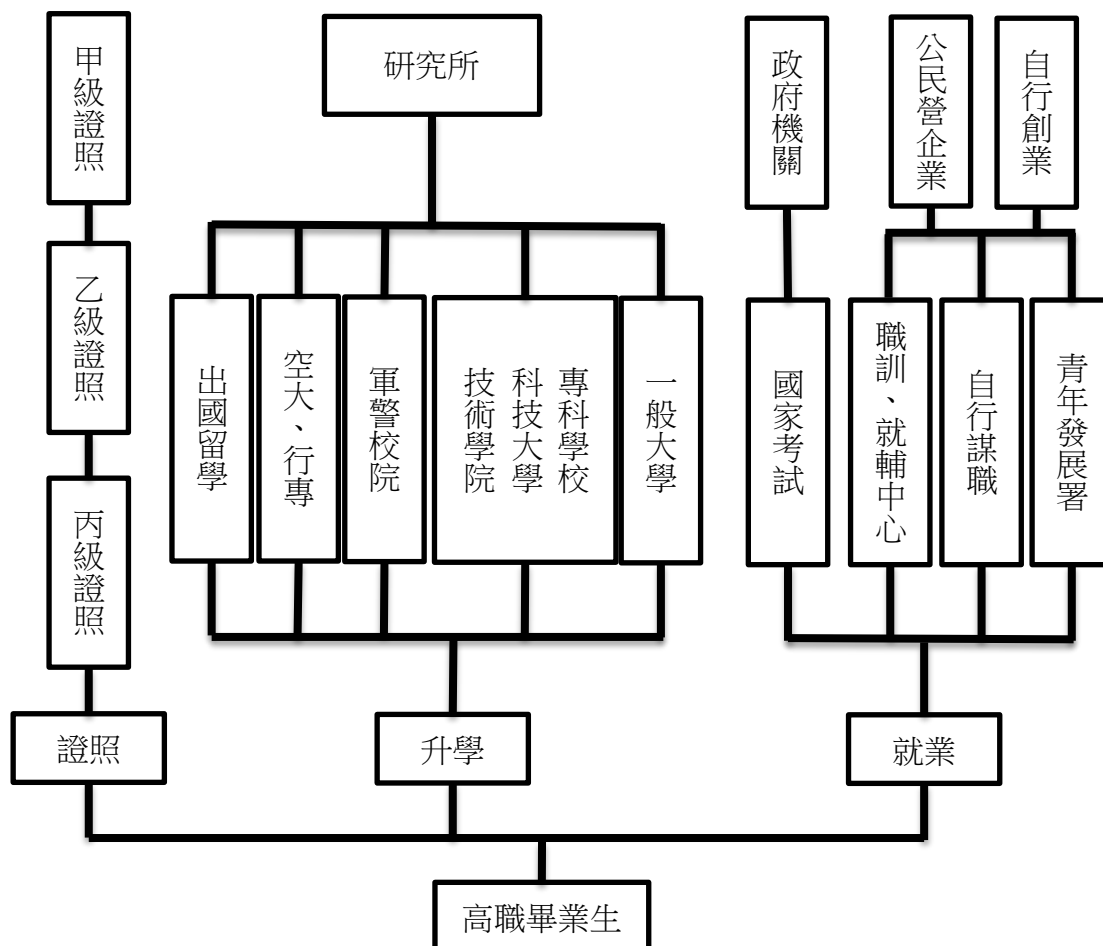 甲級證照
研究所
政府機關
公民營企業
自行創業
乙級證照
出國留學
空大、行專
軍警校院
專科學校
科技大學
技術學院
一般大學
國家考試
職訓、就輔中心
自行謀職
青年發展署
丙級證照
證照
升學
就業
高職畢業生